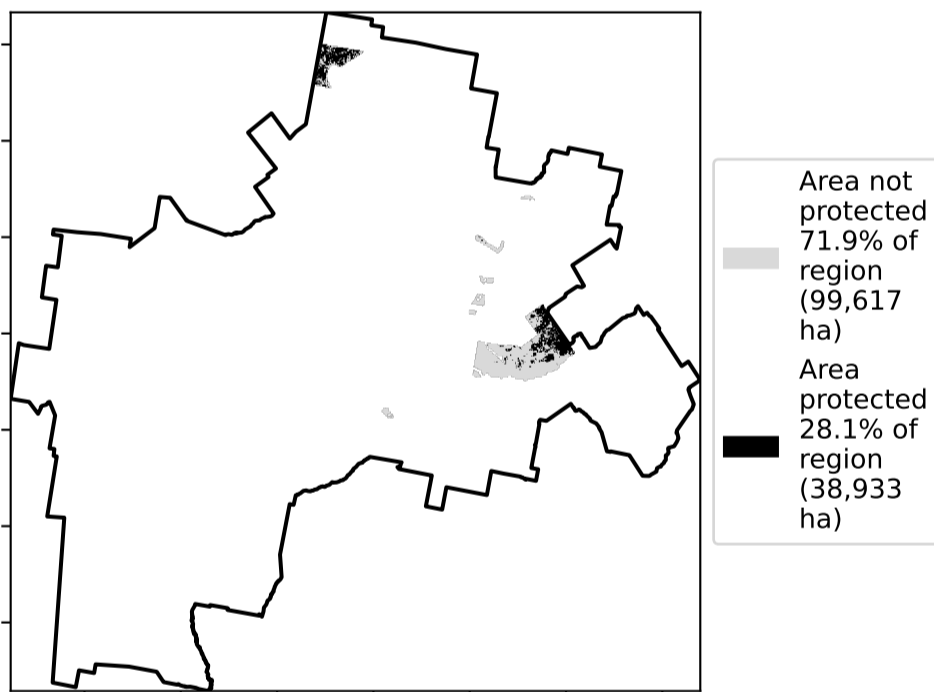 Area not
protected
71.9% of
region
(99,617
ha)
Area
protected
28.1% of
region
(38,933
ha)